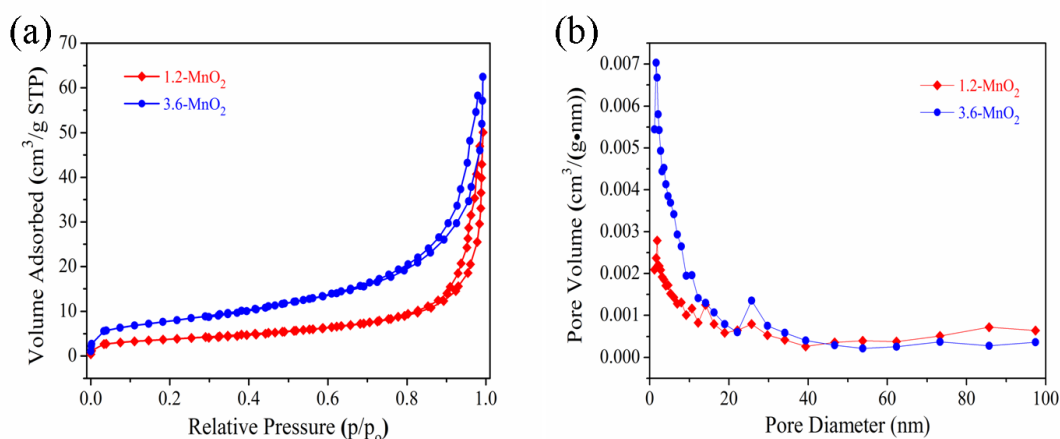 (a)
70
60
50
40
30
20
10
0
Volume Adsorbed (cm³/g STP)
1.2-MnO₂
3.6-MnO₂
0.0 0.2 0.4 0.6 0.8 1.0
Relative Pressure (p/pₒ)
(b)
0.007
0.006
0.005
0.004
0.003
0.002
0.001
0.000
Pore Volume (cm³/(g•nm))
1.2-MnO₂
3.6-MnO₂
0 20 40 60 80 100
Pore Diameter (nm)